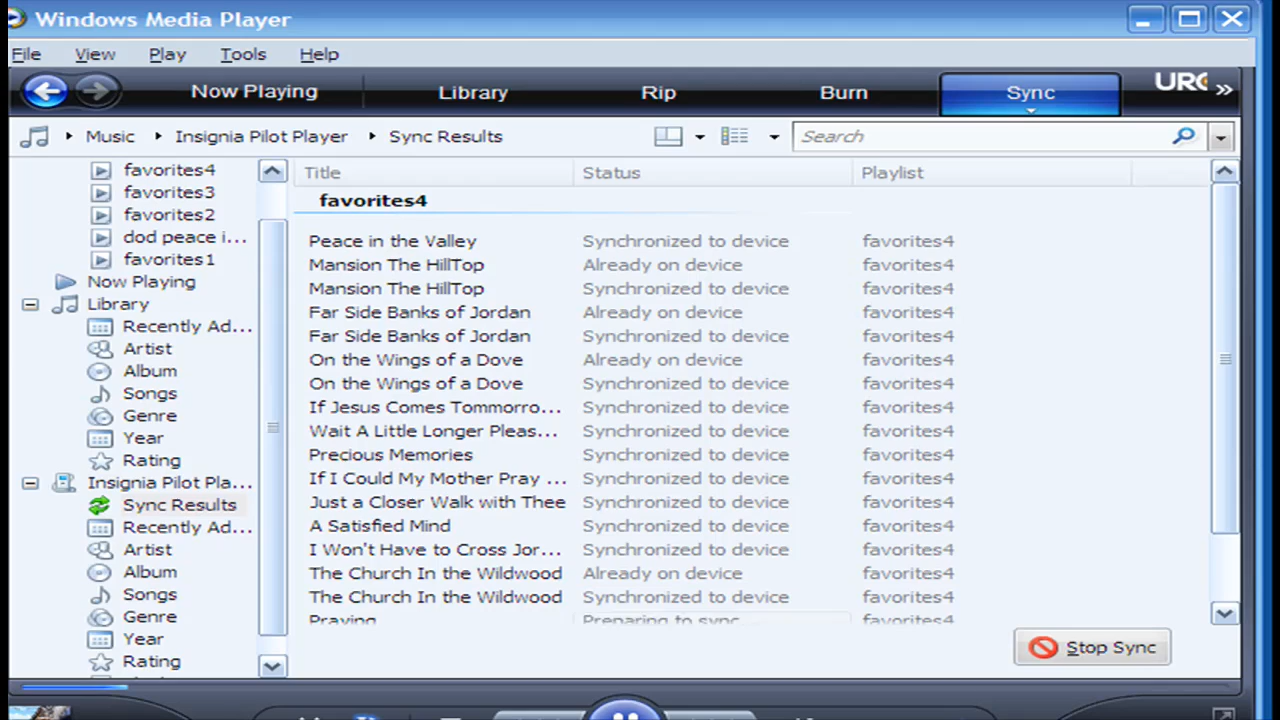 Windows Media Player
File View Play Tools Help
Now Playing Library Rip Burn Sync URG »
Music Insignia Pilot Player Sync Results Search
favorites4
favorites3
favorites2
dod peace i...
favorites1
Now Playing
Library
Recently Ad...
Artist
Album
Songs
Genre
Year
Rating
Insignia Pilot Pla...
Sync Results
Recently Ad...
Artist
Album
Songs
Genre
Year
Rating
Title Status Playlist
favorites4
Peace in the Valley Synchronized to device favorites4
Mansion The HillTop Already on device favorites4
Mansion The HillTop Synchronized to device favorites4
Far Side Banks of Jordan Already on device favorites4
Far Side Banks of Jordan Synchronized to device favorites4
On the Wings of a Dove Already on device favorites4
On the Wings of a Dove Synchronized to device favorites4
If Jesus Comes Tommorro... Synchronized to device favorites4
Wait A Little Longer Pleas... Synchronized to device favorites4
Precious Memories Synchronized to device favorites4
If I Could My Mother Pray ... Synchronized to device favorites4
Just a Closer Walk with Thee Synchronized to device favorites4
A Satisfied Mind Synchronized to device favorites4
I Won't Have to Cross Jor... Synchronized to device favorites4
The Church In the Wildwood Already on device favorites4
The Church In the Wildwood Synchronized to device favorites4
Praying Preparing to sync favorites4
Stop Sync